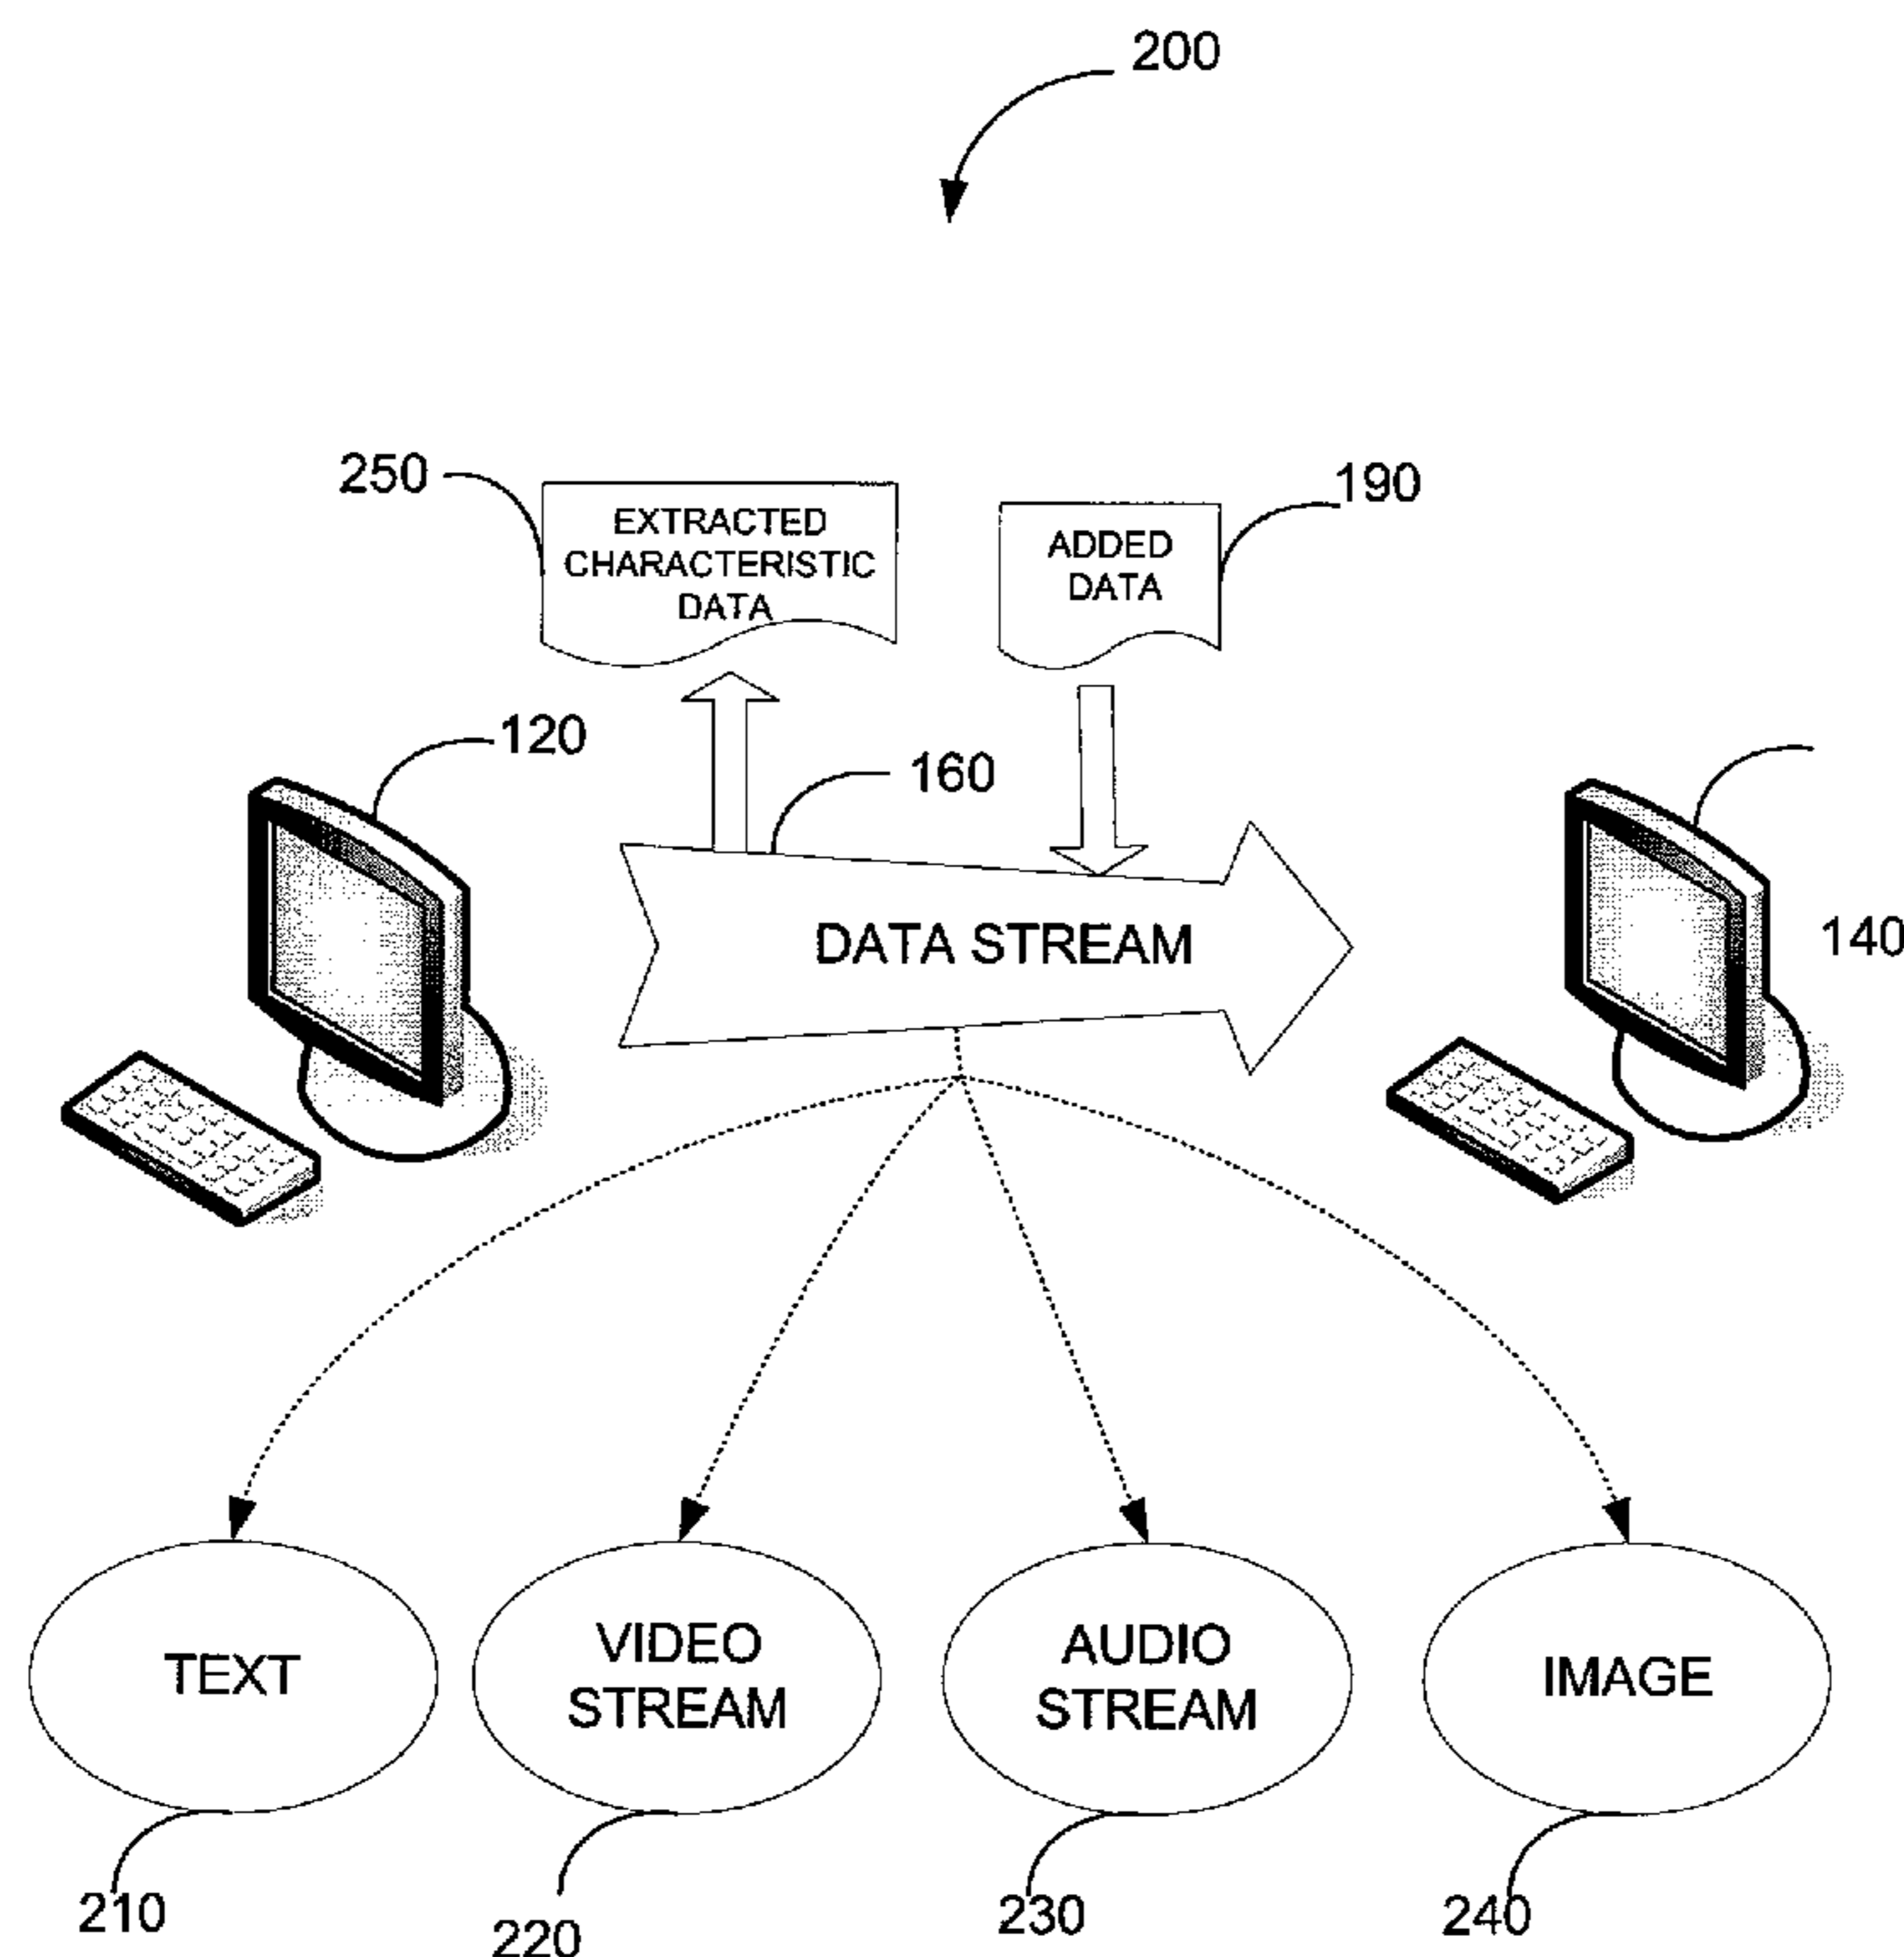 200
250
EXTRACTED
CHARACTERISTIC
DATA
190
ADDED
DATA
120
160
DATA STREAM
140
TEXT
VIDEO
STREAM
AUDIO
STREAM
IMAGE
210
220
230
240